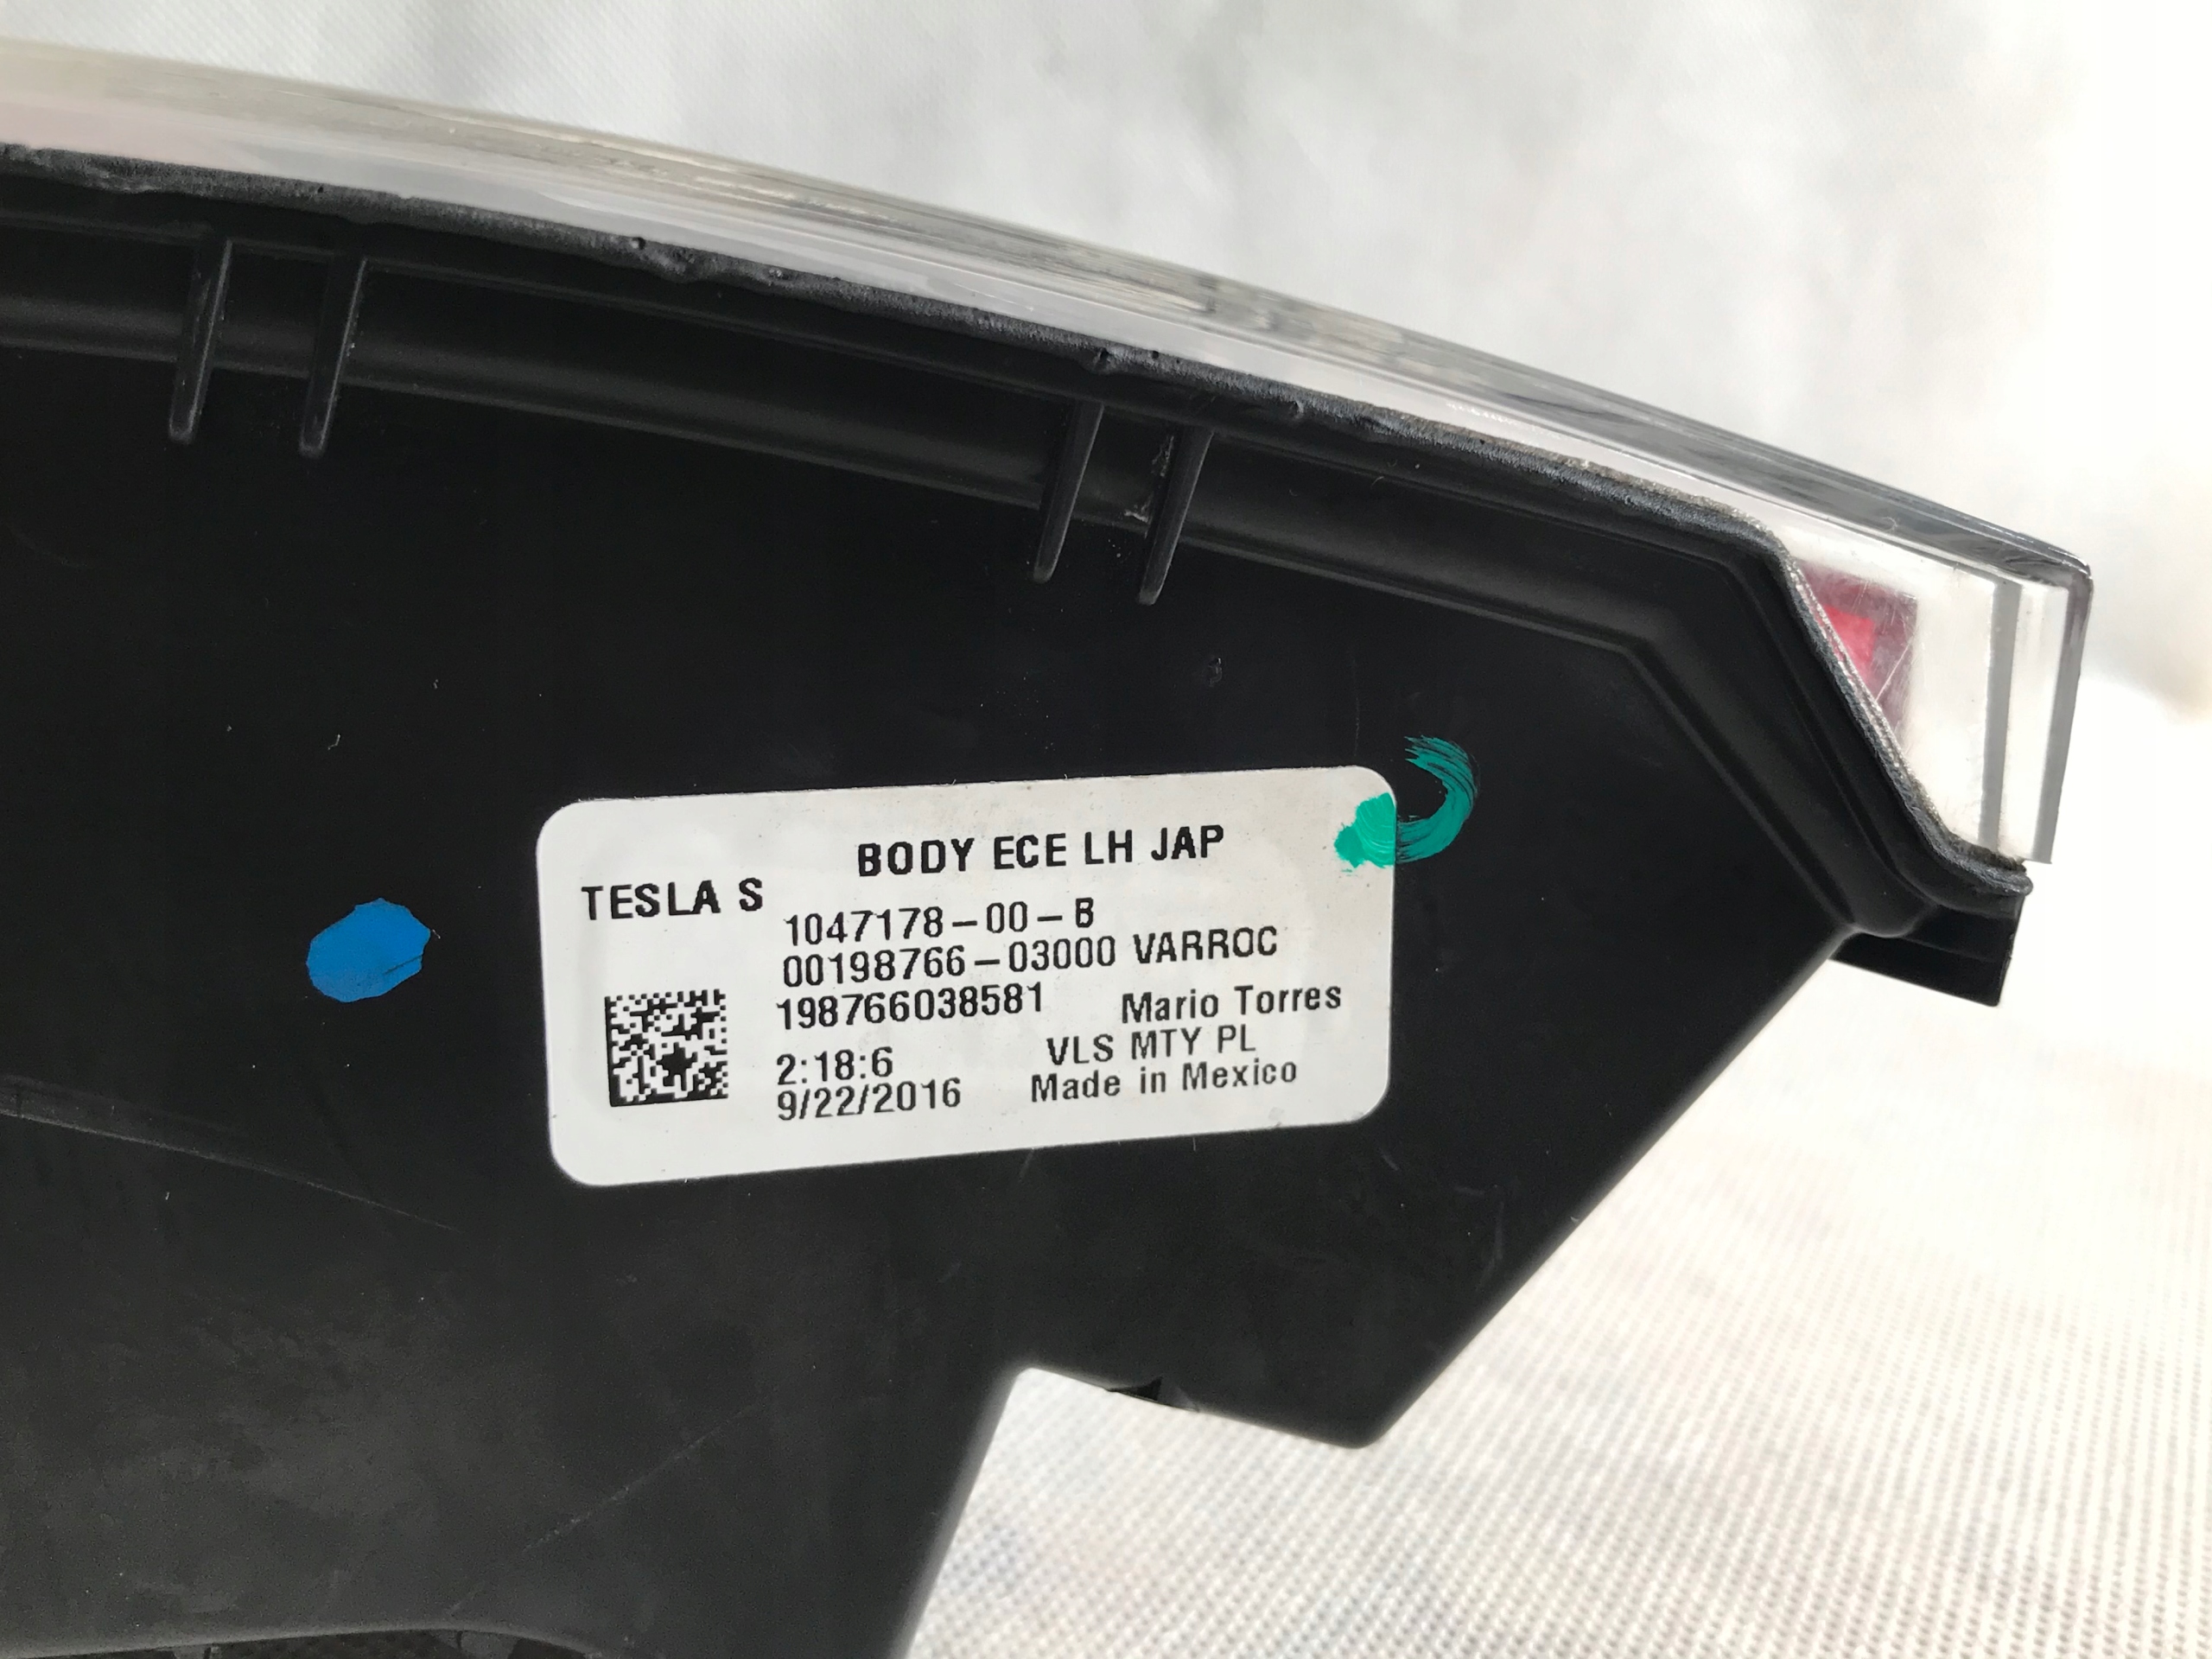 BODY ECE LH JAP
TESLA S
1047178-00-B
00198766-03000 VARROC
198766038581 Mario Torres
2:18:6 VLS MTY PL
9/22/2016 Made in Mexico